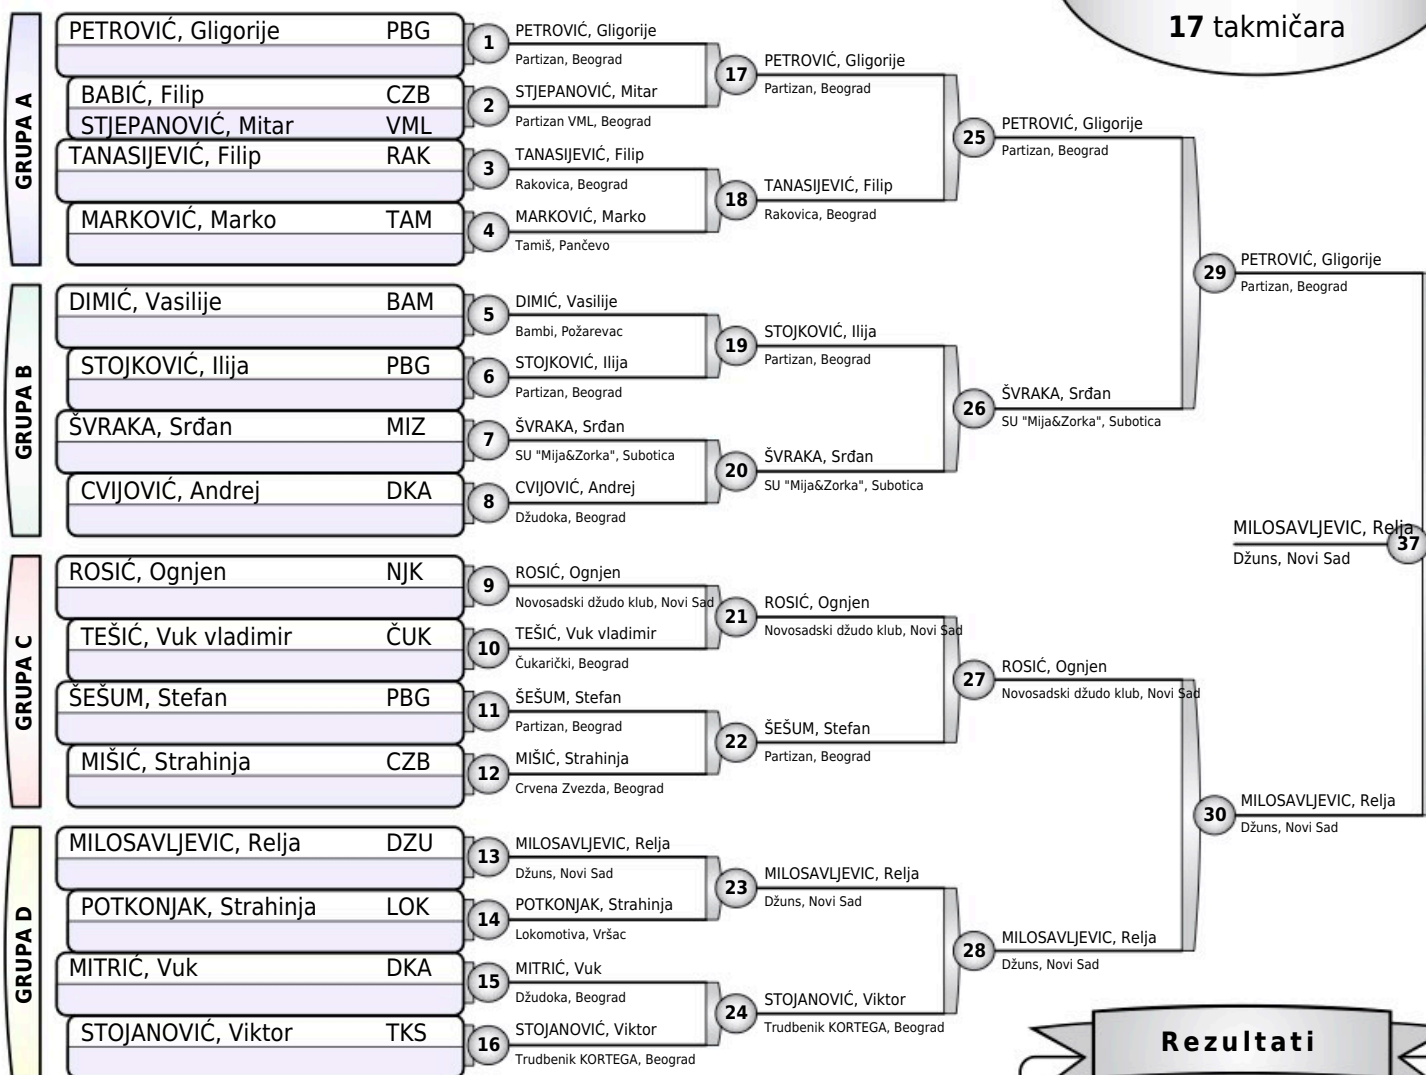 17 takmičara
GRUPA A
PETROVIĆ, Gligorije PBG
BABIĆ, Filip CZB
STJEPANOVIĆ, Mitar VML
TANASIJEVIĆ, Filip RAK
MARKOVIĆ, Marko TAM
GRUPA B
DIMIĆ, Vasilije BAM
STOJKOVIĆ, Ilija PBG
ŠVRAKA, Srđan MIZ
CVIJOVIĆ, Andrej DKA
GRUPA C
ROSIĆ, Ognjen NJK
TEŠIĆ, Vuk vladimir ČUK
ŠEŠUM, Stefan PBG
MIŠIĆ, Strahinja CZB
GRUPA D
MILOSAVLJEVIC, Relja DZU
POTKONJAK, Strahinja LOK
MITRIĆ, Vuk DKA
STOJANOVIĆ, Viktor TKS
1 PETROVIĆ, Gligorije
Partizan, Beograd
2 STJEPANOVIĆ, Mitar
Partizan VML, Beograd
3 TANASIJEVIĆ, Filip
Rakovica, Beograd
4 MARKOVIĆ, Marko
Tamiš, Pančevo
5 DIMIĆ, Vasilije
Bambi, Požarevac
6 STOJKOVIĆ, Ilija
Partizan, Beograd
7 ŠVRAKA, Srđan
SU "Mija&Zorka", Subotica
8 CVIJOVIĆ, Andrej
Džudoka, Beograd
9 ROSIĆ, Ognjen
Novosadski džudo klub, Novi Sad
10 TEŠIĆ, Vuk vladimir
Čukarički, Beograd
11 ŠEŠUM, Stefan
Partizan, Beograd
12 MIŠIĆ, Strahinja
Crvena Zvezda, Beograd
13 MILOSAVLJEVIC, Relja
Džuns, Novi Sad
14 POTKONJAK, Strahinja
Lokomotiva, Vršac
15 MITRIĆ, Vuk
Džudoka, Beograd
16 STOJANOVIĆ, Viktor
Trudbenik KORTEGA, Beograd
17 PETROVIĆ, Gligorije
Partizan, Beograd
18 TANASIJEVIĆ, Filip
Rakovica, Beograd
19 STOJKOVIĆ, Ilija
Partizan, Beograd
20 ŠVRAKA, Srđan
SU "Mija&Zorka", Subotica
21 ROSIĆ, Ognjen
Novosadski džudo klub, Novi Sad
22 ŠEŠUM, Stefan
Partizan, Beograd
23 MILOSAVLJEVIC, Relja
Džuns, Novi Sad
24 STOJANOVIĆ, Viktor
Trudbenik KORTEGA, Beograd
25 PETROVIĆ, Gligorije
Partizan, Beograd
26 ŠVRAKA, Srđan
SU "Mija&Zorka", Subotica
27 ROSIĆ, Ognjen
Novosadski džudo klub, Novi Sad
28 MILOSAVLJEVIC, Relja
Džuns, Novi Sad
29 PETROVIĆ, Gligorije
Partizan, Beograd
30 MILOSAVLJEVIC, Relja
Džuns, Novi Sad
MILOSAVLJEVIC, Relja
37
Džuns, Novi Sad
Rezultati